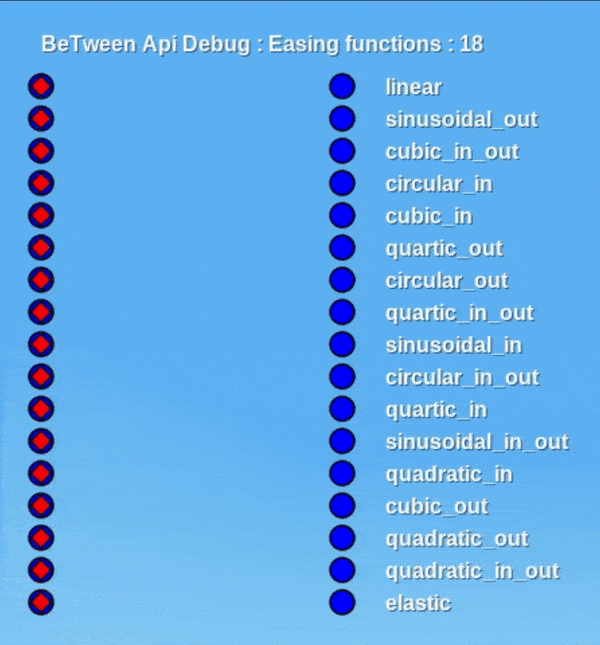 BeTween Api Debug : Easing functions : 18
linear
sinusoidal_out
cubic_in_out
circular_in
cubic_in
quartic_out
circular_out
quartic_in_out
sinusoidal_in
circular_in_out
quartic_in
sinusoidal_in_out
quadratic_in
cubic_out
quadratic_out
quadratic_in_out
elastic